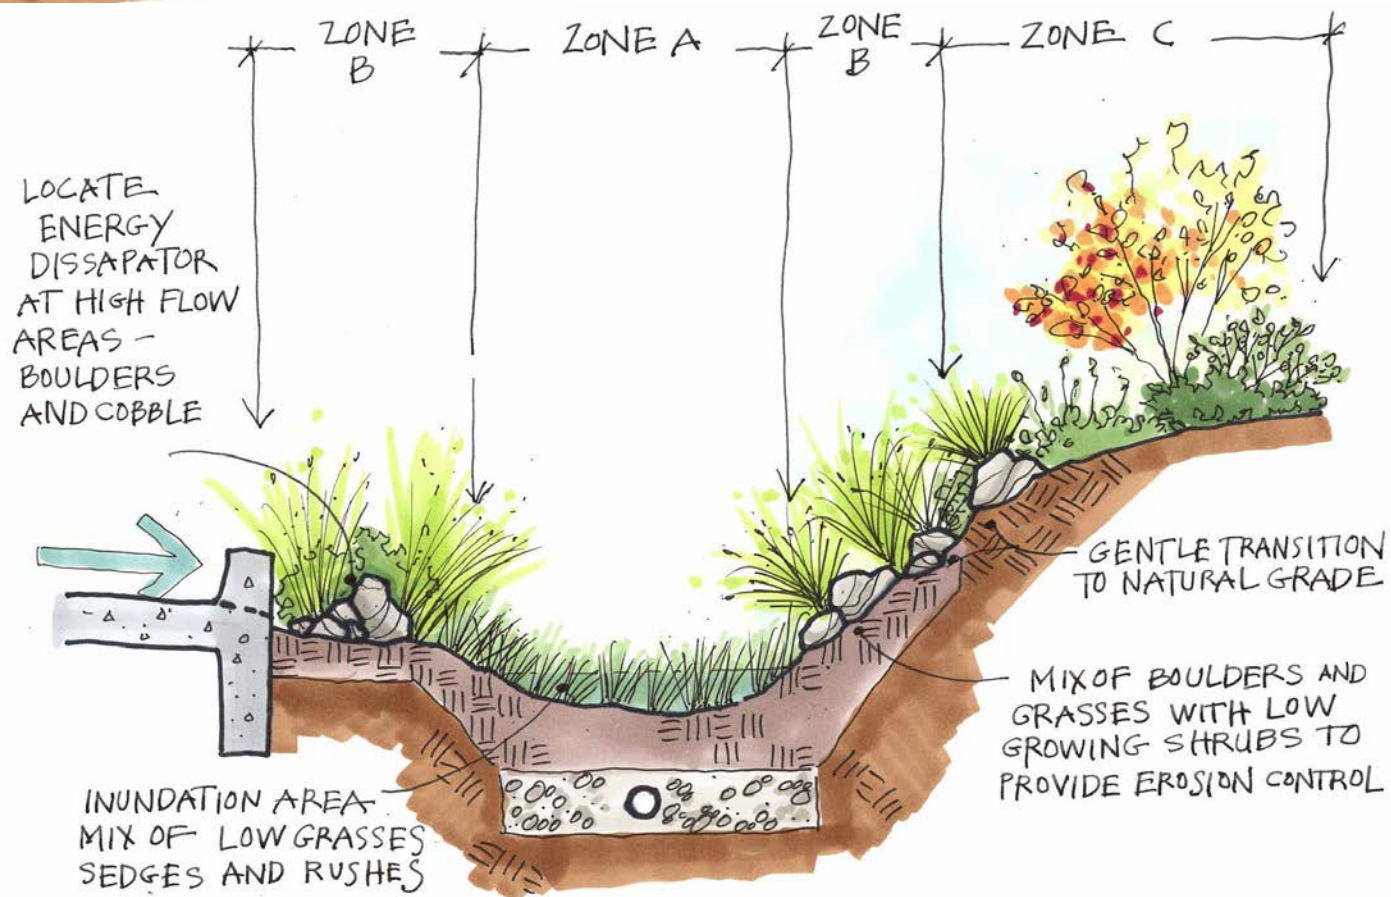 ZONE
B
ZONE A
ZONE
B
ZONE C
LOCATE
ENERGY
DISSAPATOR
AT HIGH FLOW
AREAS -
BOULDERS
AND COBBLE
GENTLE TRANSITION
TO NATURAL GRADE
MIX OF BOULDERS AND
GRASSES WITH LOW
GROWING SHRUBS TO
PROVIDE EROSION CONTROL
INUNDATION AREA
MIX OF LOW GRASSES
SEDGES AND RUSHES